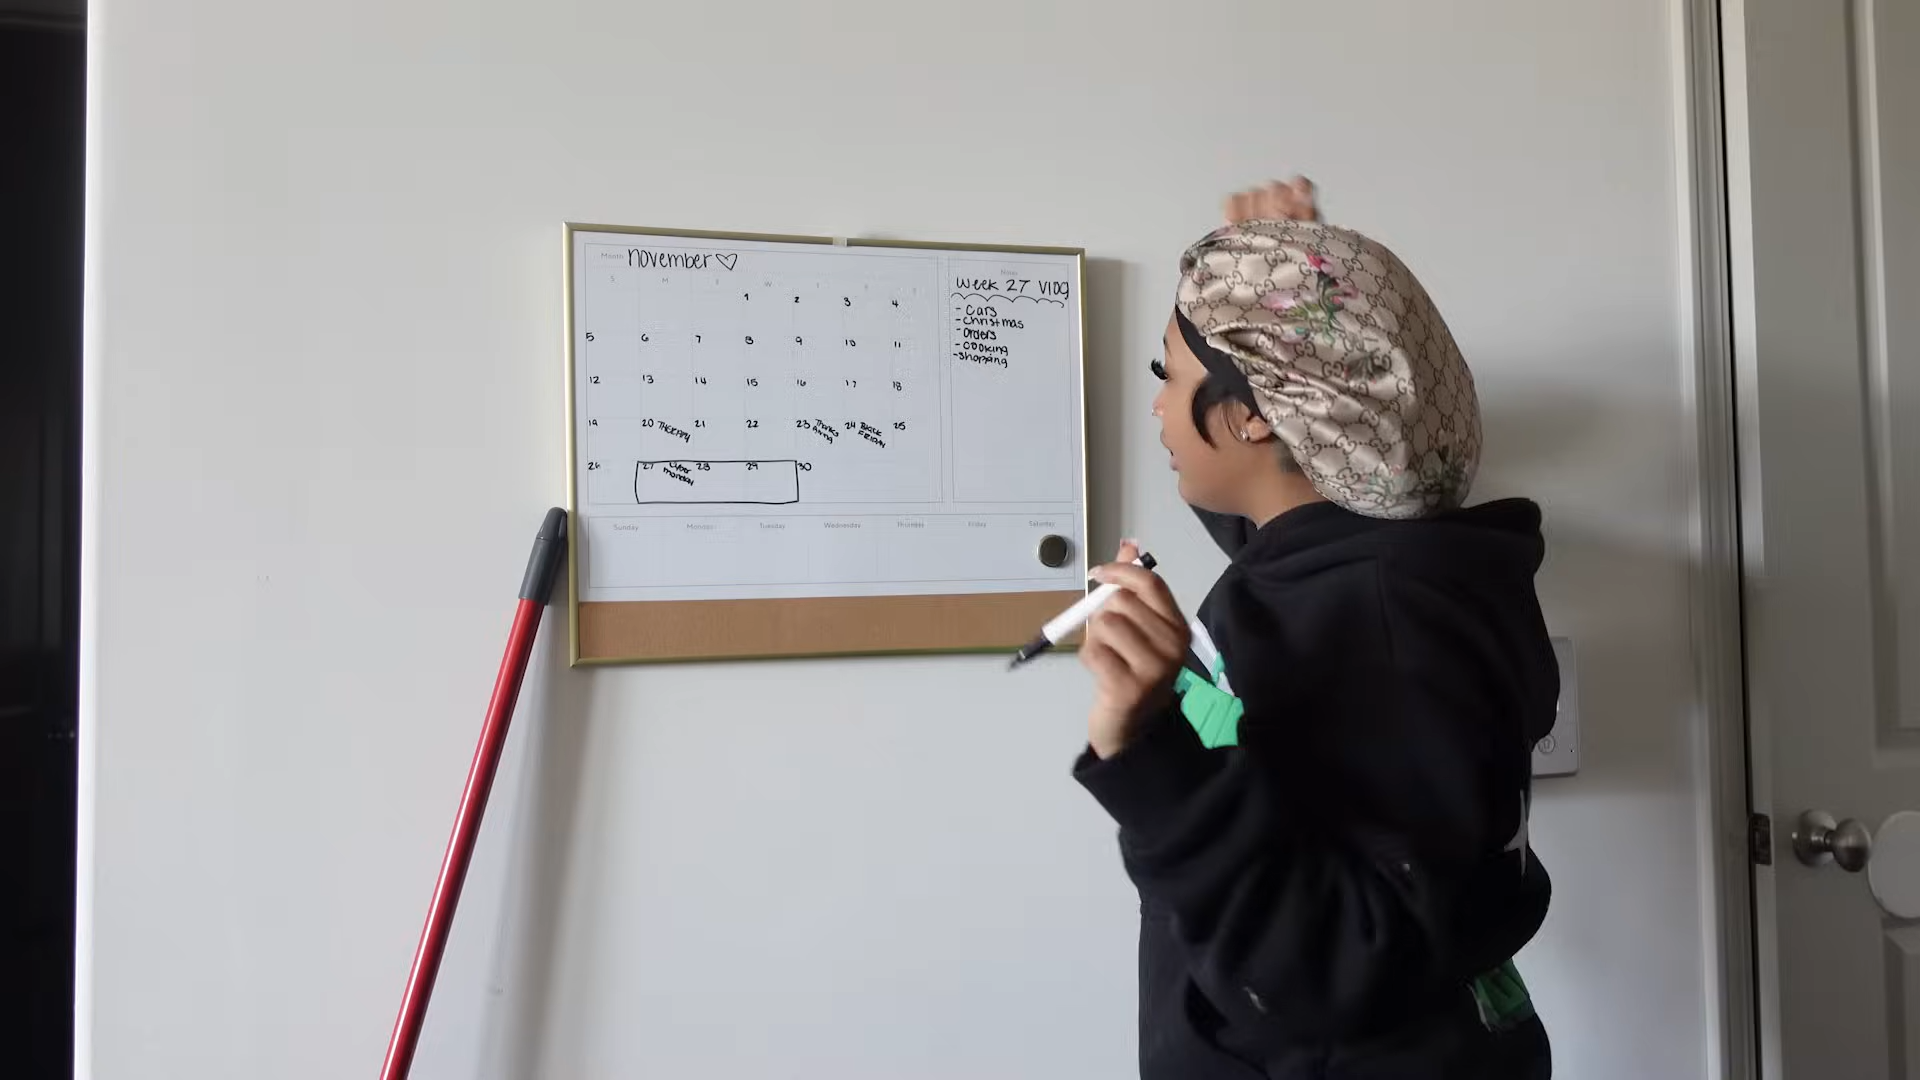 Month november♡
S M T W T F S
1 2 3 4
5 6 7 8 9 10 11
12 13 14 15 16 17 18
19 20 THERAPY 21 22 23 Thanks giving 24 Black FRIDAY 25
26 27 Cyber monday 28 29 30
Notes
Week 27 Vlog
- Cars
- Christmas
- Orders
- Cooking
- Shopping
Sunday Monday Tuesday Wednesday Thursday Friday Saturday